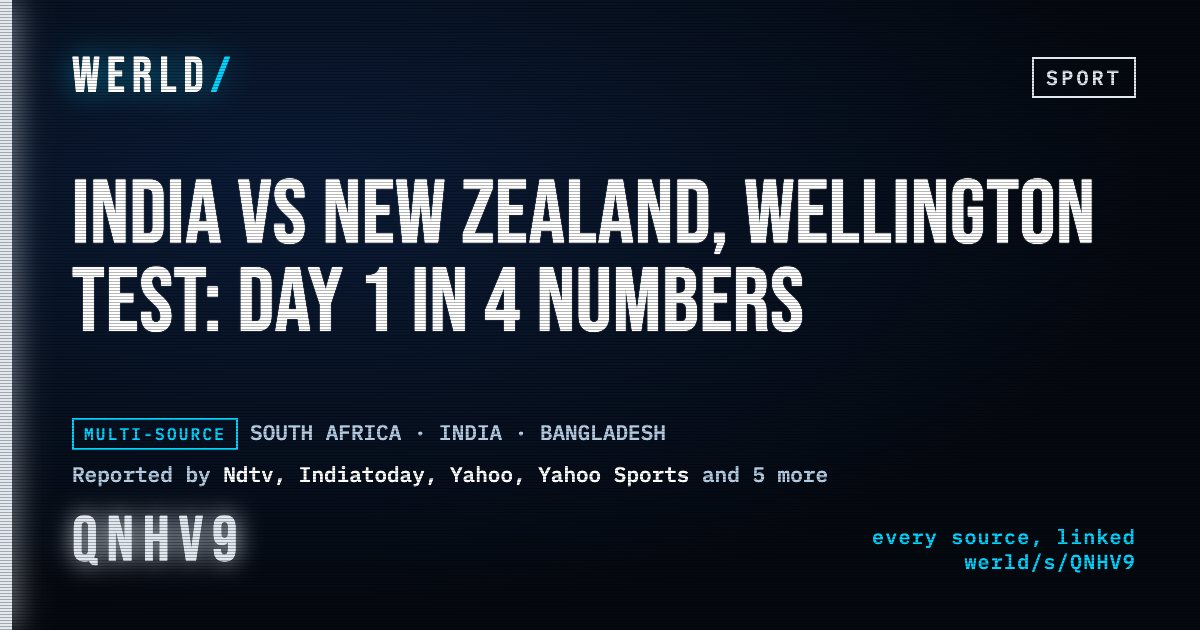 WERLD/
SPORT
INDIA VS NEW ZEALAND, WELLINGTON
TEST: DAY 1 IN 4 NUMBERS
MULTI-SOURCE SOUTH AFRICA · INDIA · BANGLADESH
Reported by Ndtv, Indiatoday, Yahoo, Yahoo Sports and 5 more
QNHV9
every source, linked
werld/s/QNHV9